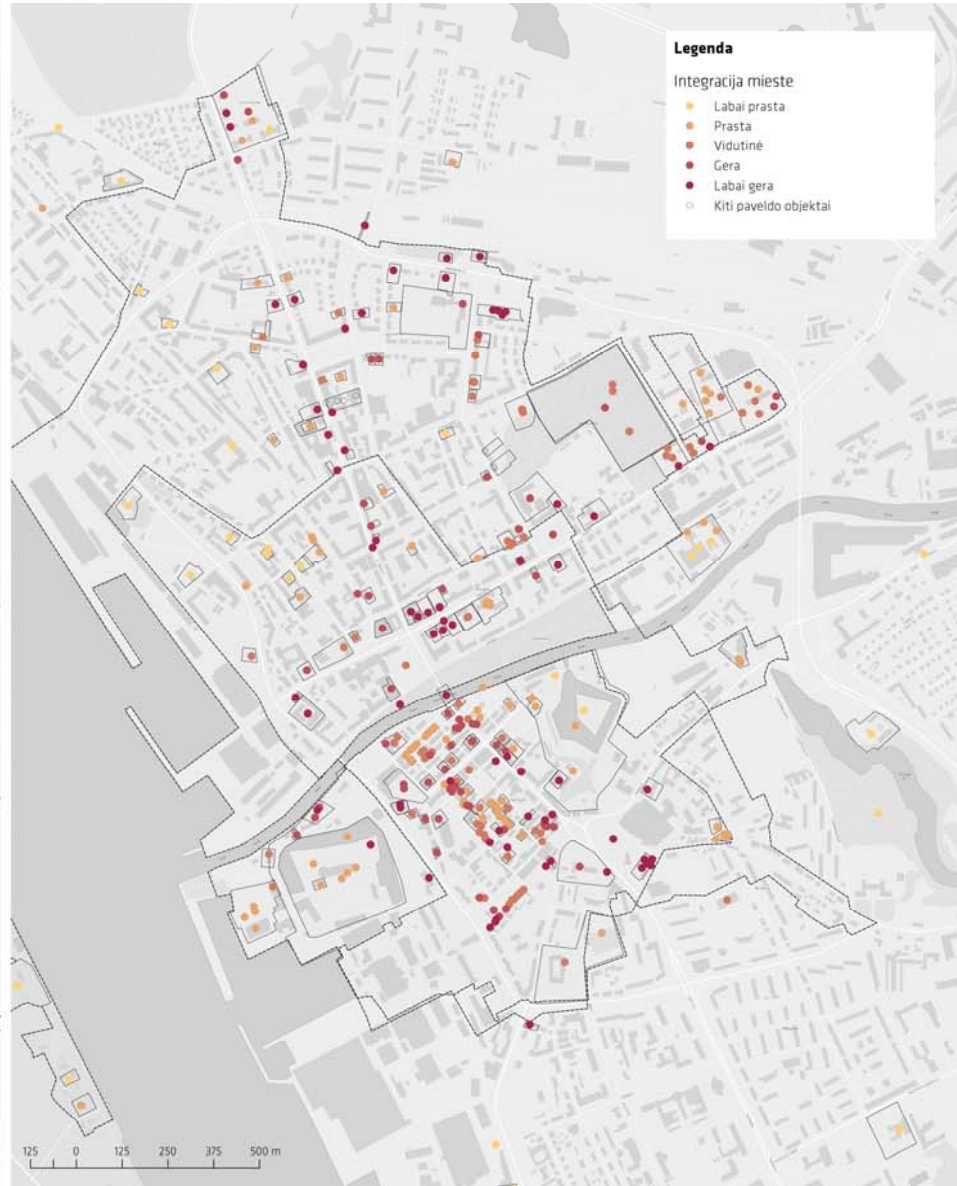 Legenda
Integracija mieste
Labai prasta
Prasta
Vidutinė
Gera
Labai gera
Kiti paveldo objektai
125 0 125 250 375 500 m